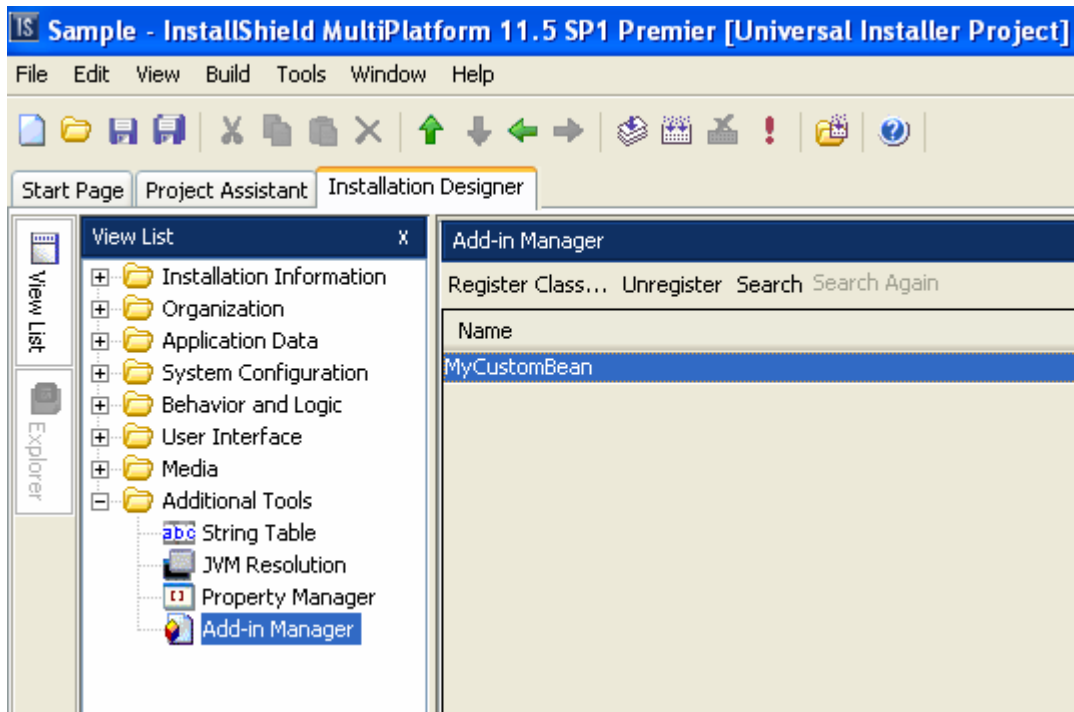 IS Sample - InstallShield MultiPlatform 11.5 SP1 Premier [Universal Installer Project]
File Edit View Build Tools Window Help
Start Page Project Assistant Installation Designer
View List
Explorer
View List X
Installation Information
Organization
Application Data
System Configuration
Behavior and Logic
User Interface
Media
Additional Tools
abc String Table
JVM Resolution
Property Manager
Add-in Manager
Add-in Manager
Register Class... Unregister Search Search Again
Name
MyCustomBean